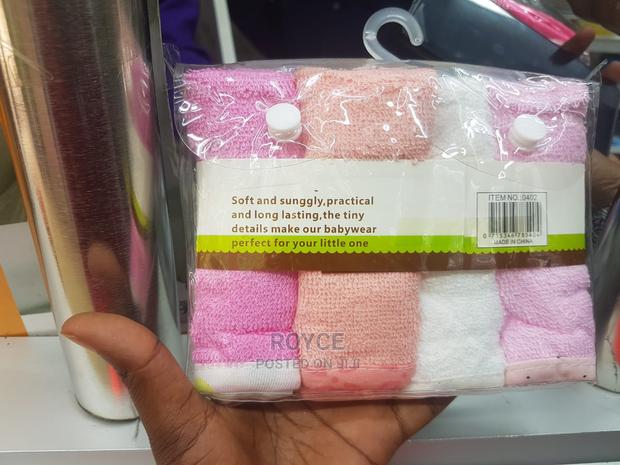 Soft and sunggly,practical
and long lasting,the tiny
details make our babywear
perfect for your little one
ITEM NO.:0402
MADE IN CHINA
ROYCE
POSTED ON JIJI